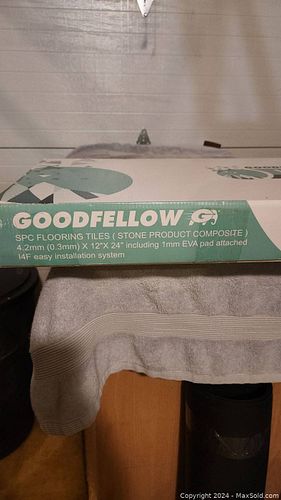 GOODFELLOW
GOODFELLOW G
SPC FLOORING TILES ( STONE PRODUCT COMPOSITE )
4.2mm (0.3mm) X 12"X 24" including 1mm EVA pad attached
I4F easy installation system
Copyright 2024 - MaxSold.com